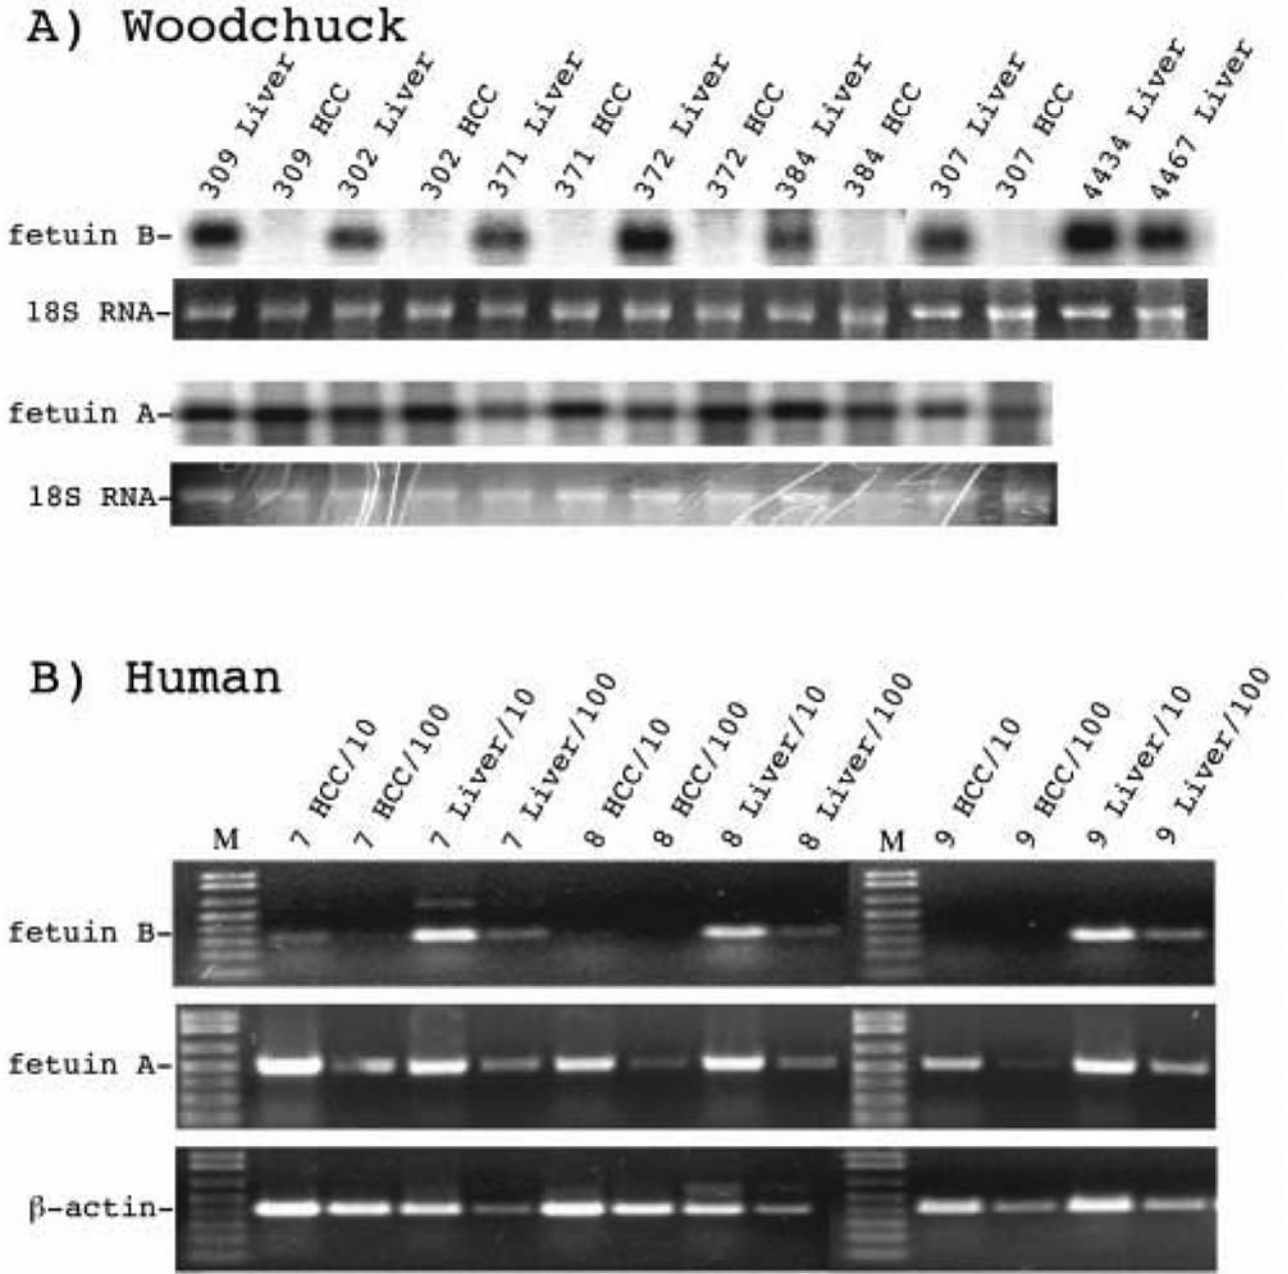 A) Woodchuck
309 Liver
309 HCC
302 Liver
302 HCC
371 Liver
371 HCC
372 Liver
372 HCC
384 Liver
384 HCC
307 Liver
307 HCC
4434 Liver
4467 Liver
fetuin B-
18S RNA-
fetuin A-
18S RNA-
B) Human
M
7 HCC/10
7 HCC/100
7 Liver/10
7 Liver/100
8 HCC/10
8 HCC/100
8 Liver/10
8 Liver/100
M
9 HCC/10
9 HCC/100
9 Liver/10
9 Liver/100
fetuin B-
fetuin A-
β-actin-